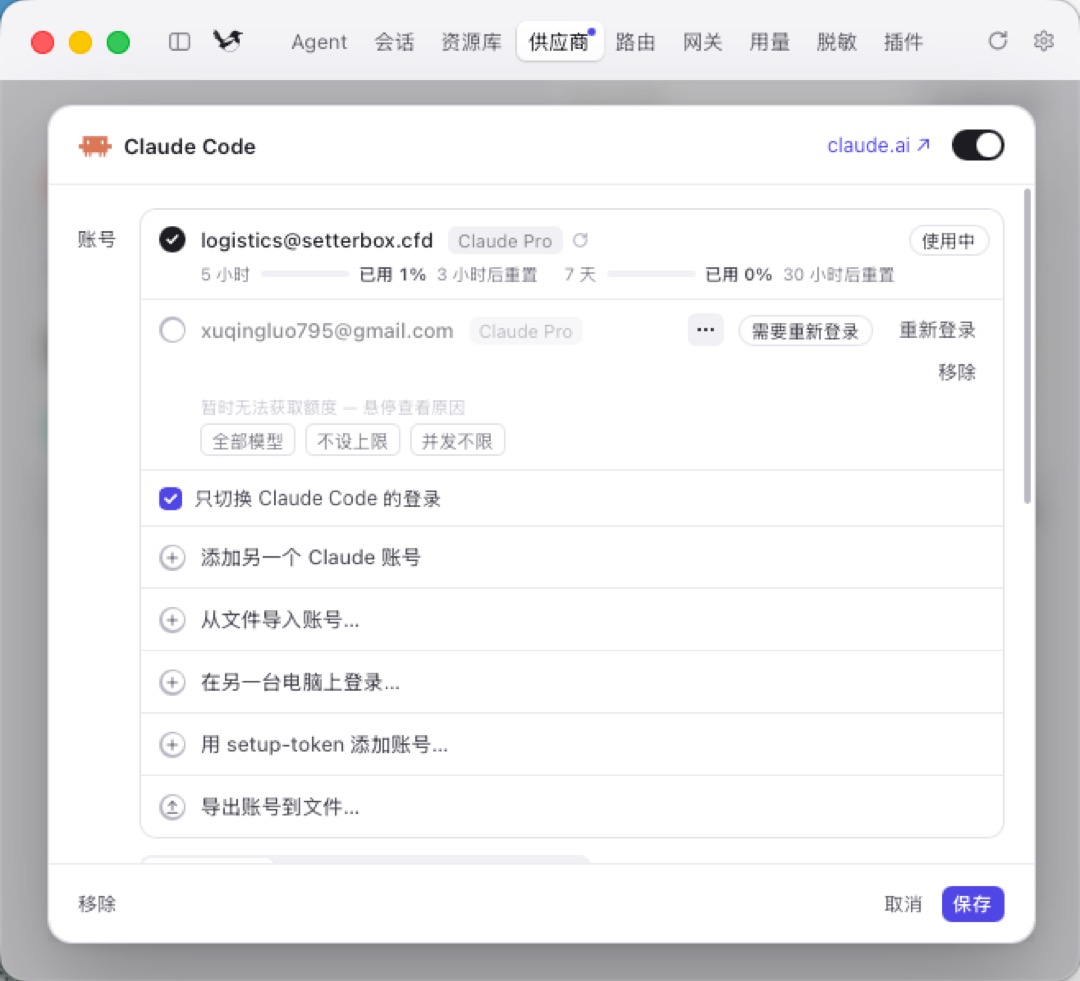 Agent 会话 资源库 供应商 路由 网关 用量 脱敏 插件
Claude Code claude.ai ↗
账号
logistics@setterbox.cfd Claude Pro 使用中
5 小时 已用 1% 3 小时后重置 7 天 已用 0% 30 小时后重置
xuqingluo795@gmail.com Claude Pro ··· 需要重新登录 重新登录
移除
暂时无法获取额度 — 悬停查看原因
全部模型 不设上限 并发不限
只切换 Claude Code 的登录
添加另一个 Claude 账号
从文件导入账号...
在另一台电脑上登录...
用 setup-token 添加账号...
导出账号到文件...
移除 取消 保存